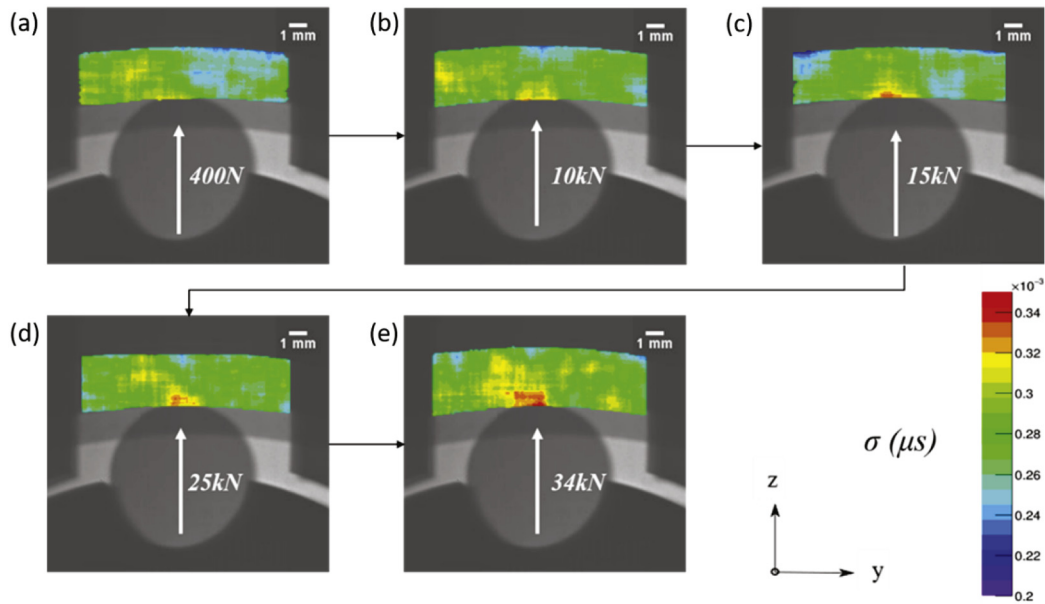 (a)
1 mm
400N
(b)
1 mm
10kN
(c)
1 mm
15kN
(d)
1 mm
25kN
(e)
1 mm
34kN
σ (μs)
z
y
×10⁻³
0.34
0.32
0.3
0.28
0.26
0.24
0.22
0.2